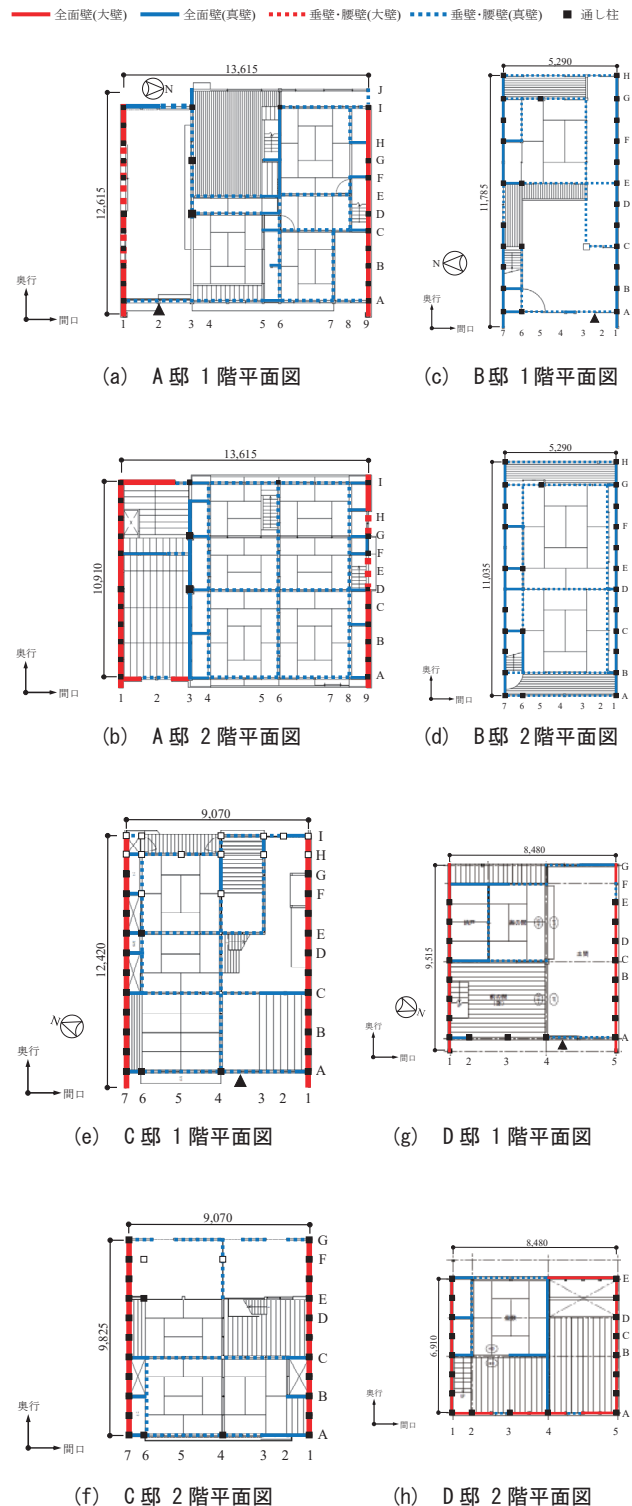 全面壁(大壁) 全面壁(真壁) 垂壁・腰壁(大壁) 垂壁・腰壁(真壁) 通し柱
13,615
N
J
I
H
G
F
E
D
C
B
A
12,615
奥行
間口
1 2 3 4 5 6 7 8 9
(a) A邸 1階平面図
5,290
H
G
F
E
D
C
B
A
11,785
N
奥行
間口
7 6 5 4 3 2 1
(c) B邸 1階平面図
13,615
I
H
G
F
E
D
C
B
A
10,910
奥行
間口
1 2 3 4 5 6 7 8 9
(b) A邸 2階平面図
5,290
H
G
F
E
D
C
B
A
11,035
奥行
間口
7 6 5 4 3 2 1
(d) B邸 2階平面図
9,070
I
H
G
F
E
D
C
B
A
12,420
N
奥行
間口
7 6 5 4 3 2 1
(e) C邸 1階平面図
8,480
G
F
E
D
C
B
A
9,515
N
土間
奥行
間口
1 2 3 4 5
(g) D邸 1階平面図
9,070
G
F
E
D
C
B
A
9,825
奥行
間口
7 6 5 4 3 2 1
(f) C邸 2階平面図
8,480
E
D
C
B
A
6,910
奥行
間口
1 2 3 4 5
(h) D邸 2階平面図